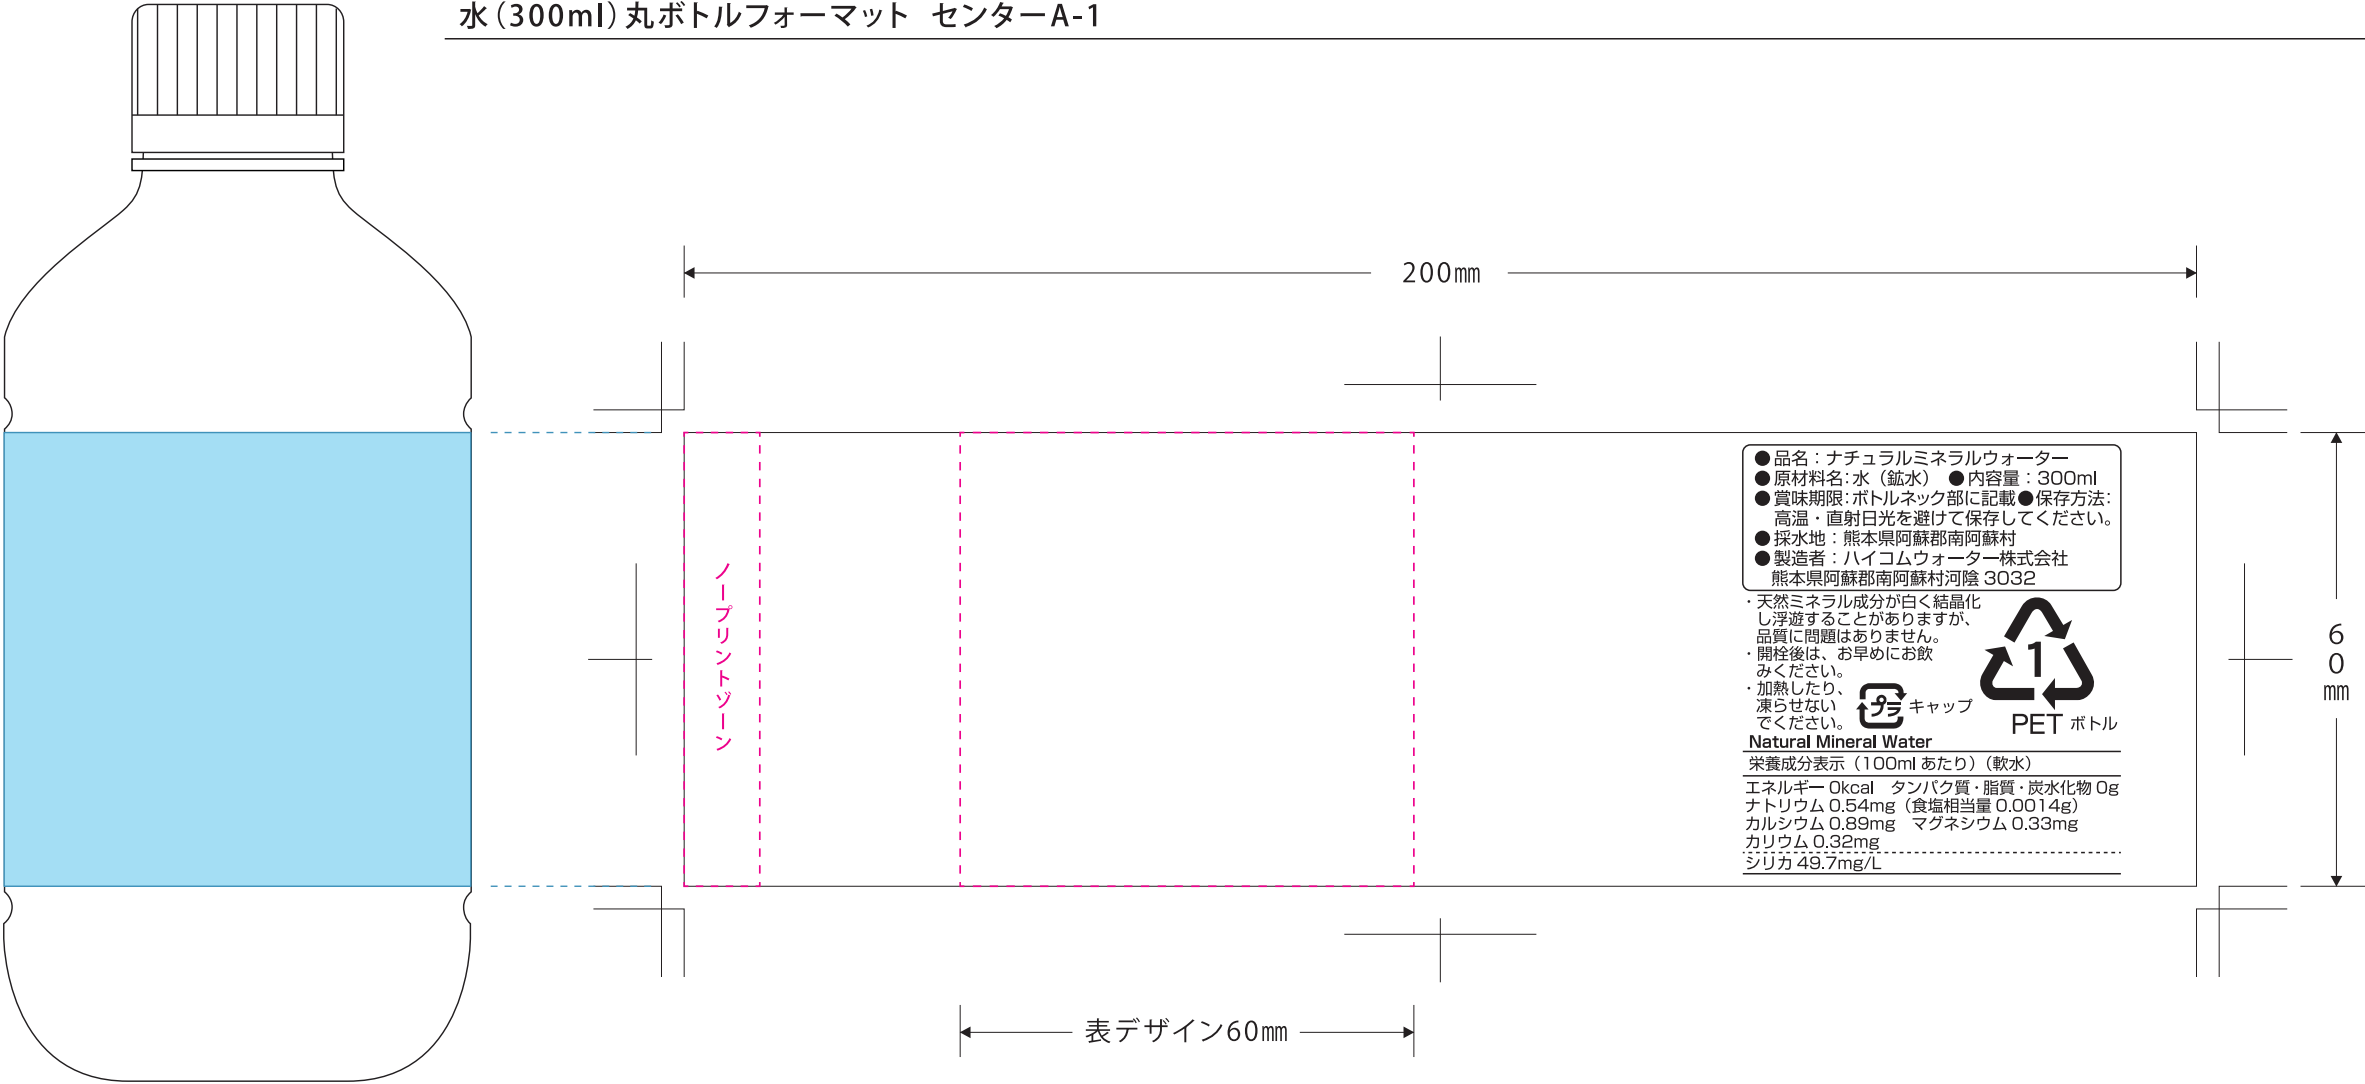 水（300ml）丸ボトルフォーマット　センターA-1
200㎜
ノープリントゾーン
●品名：ナチュラルミネラルウォーター
●原材料名：水（鉱水）　●内容量：300ml
●賞味期限：ボトルネック部に記載●保存方法：
高温・直射日光を避けて保存してください。
●採水地：熊本県阿蘇郡南阿蘇村
●製造者：ハイコムウォーター株式会社
熊本県阿蘇郡南阿蘇村河陰 3032
・天然ミネラル成分が白く結晶化
し浮遊することがありますが、
品質に問題はありません。
・開栓後は、お早めにお飲
みください。
・加熱したり、
凍らせない
でください。
プラ
キャップ
1
PET ボトル
Natural Mineral Water
栄養成分表示（100ml あたり）（軟水）
エネルギー 0kcal　タンパク質・脂質・炭水化物 0g
ナトリウム 0.54mg（食塩相当量 0.0014g）
カルシウム 0.89mg　マグネシウム 0.33mg
カリウム 0.32mg
シリカ 49.7mg/L
60㎜
表デザイン60㎜